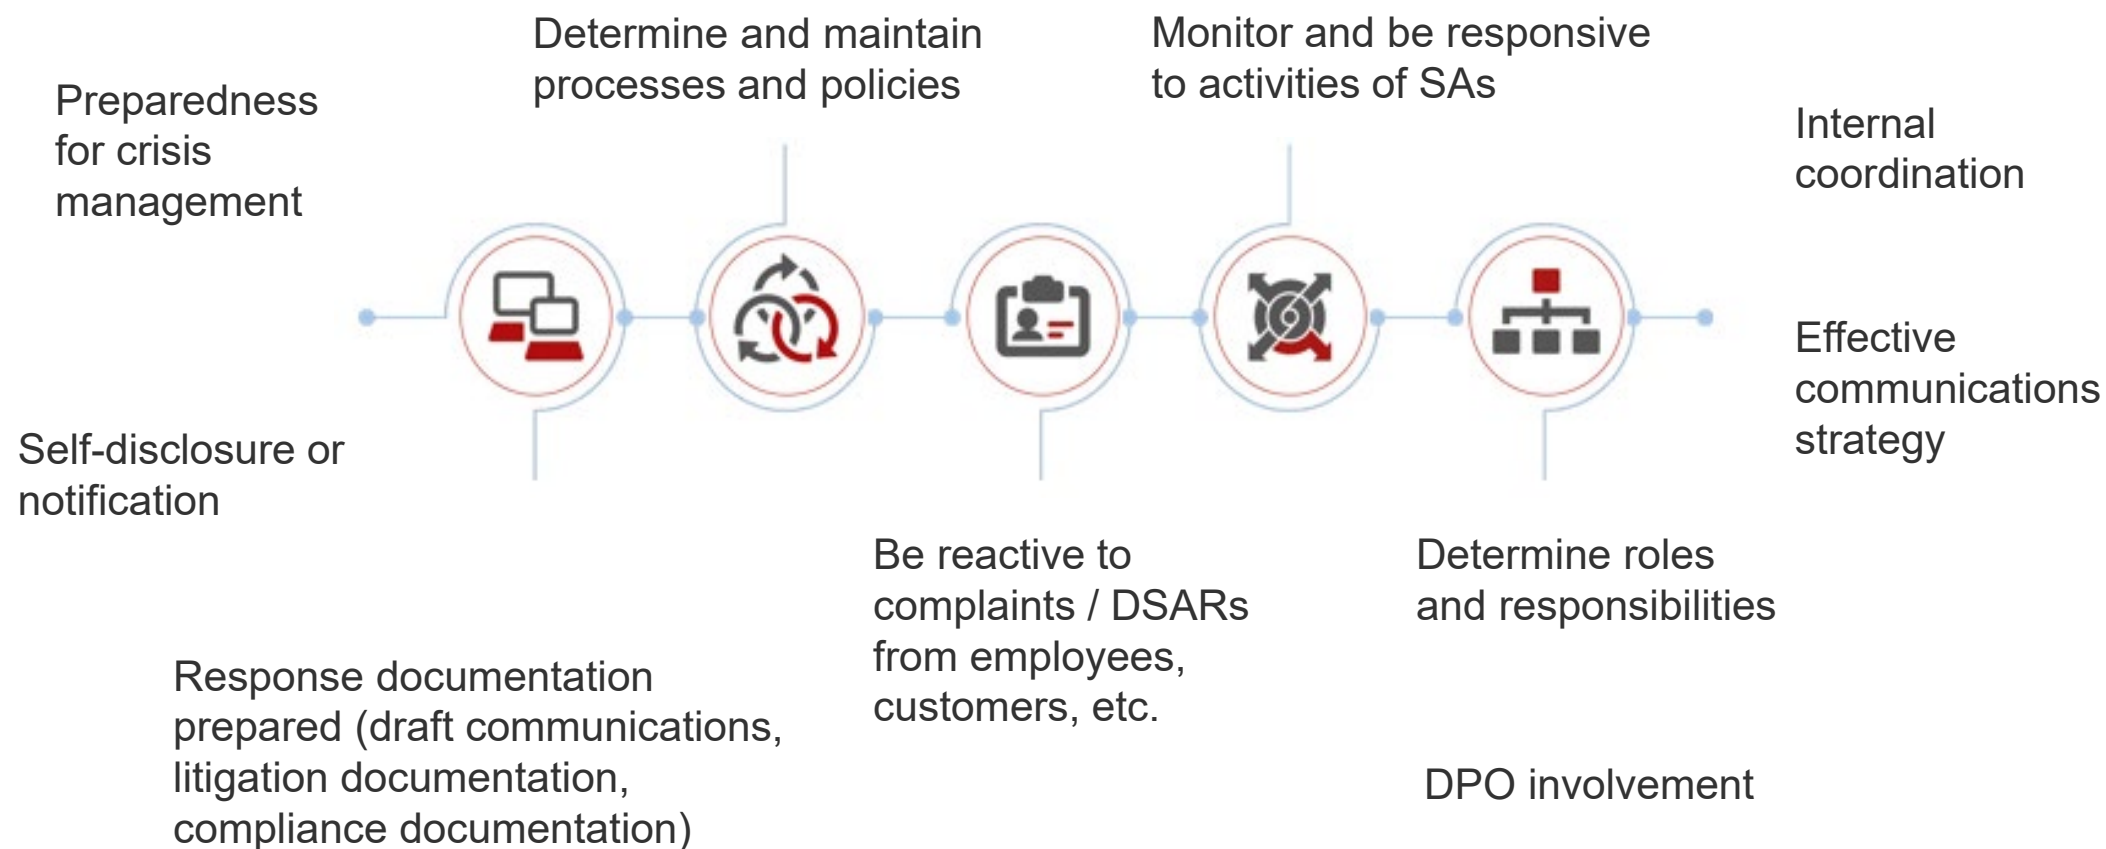 Determine and maintain
processes and policies
Monitor and be responsive
to activities of SAs
Preparedness
for crisis
management
Internal
coordination
Effective
communications
strategy
Self-disclosure or
notification
Be reactive to
complaints / DSARs
from employees,
customers, etc.
Determine roles
and responsibilities
Response documentation
prepared (draft communications,
litigation documentation,
compliance documentation)
DPO involvement